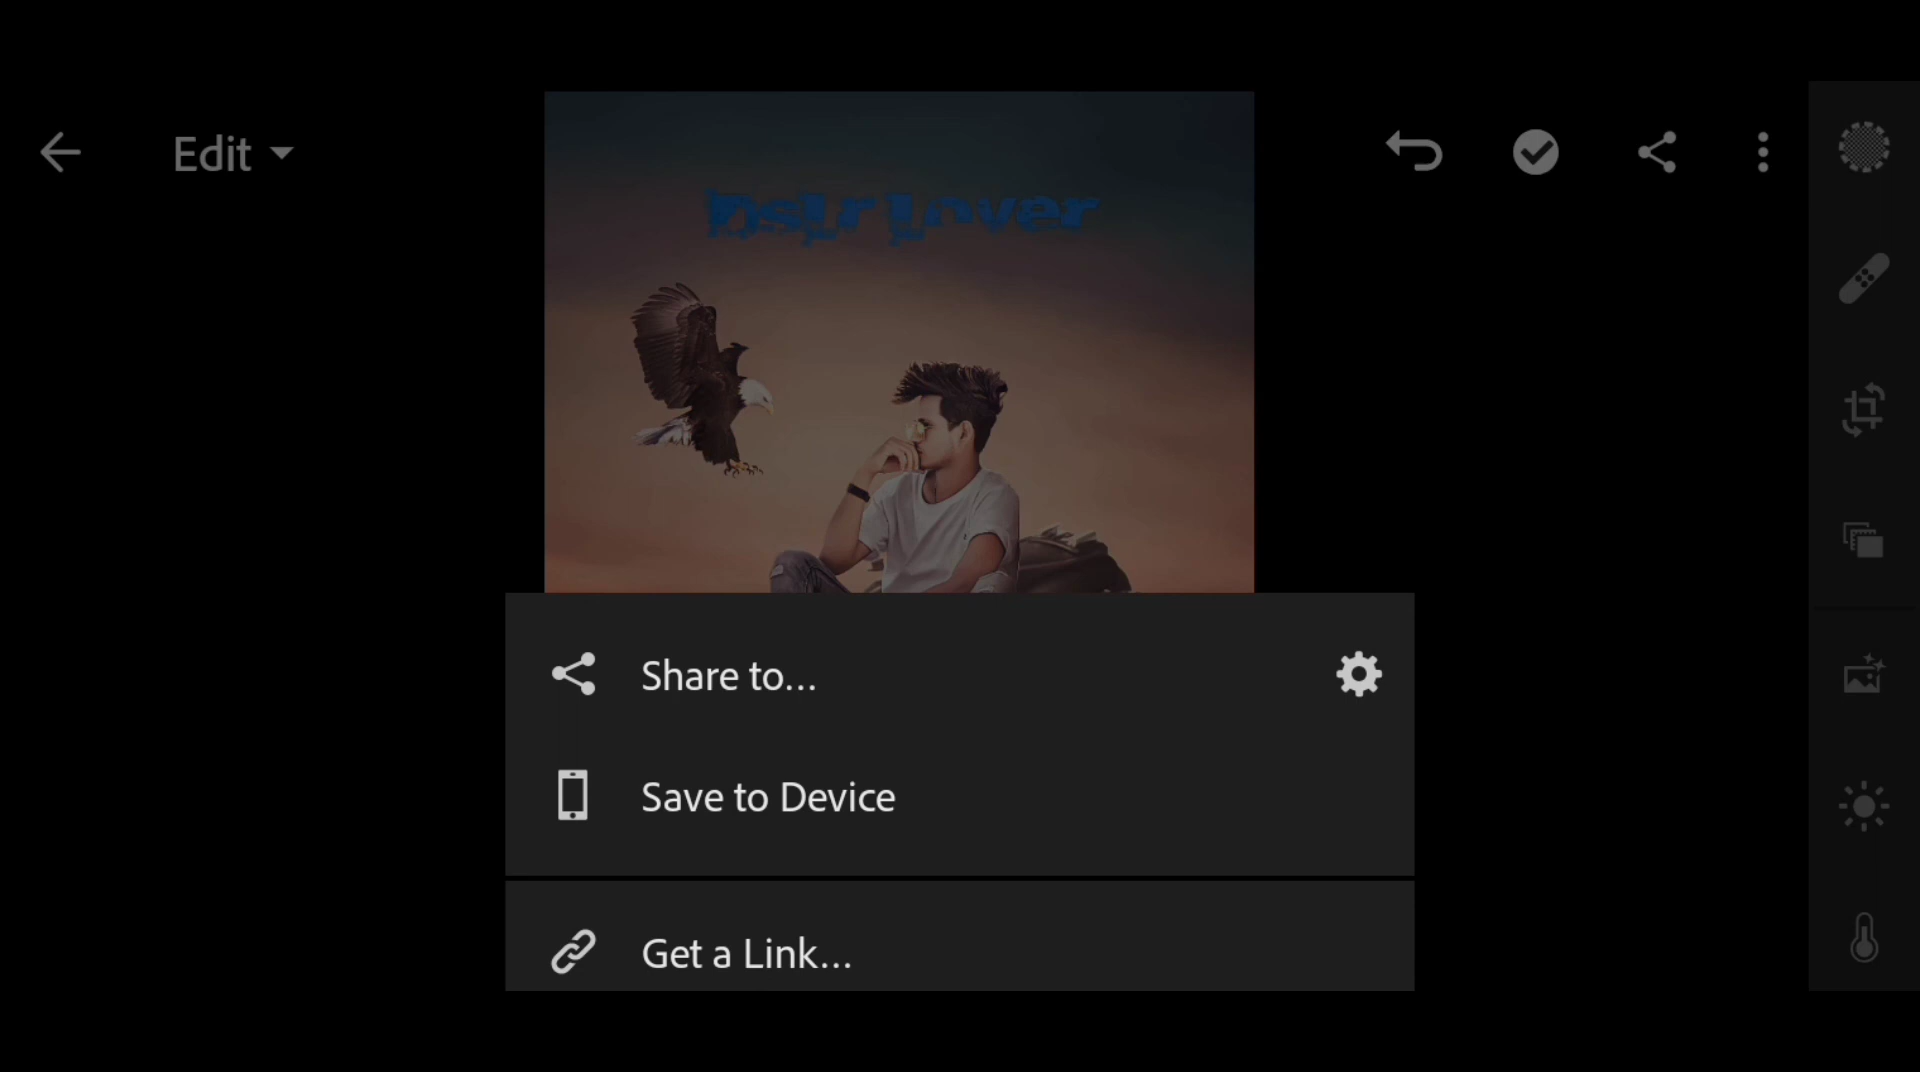 Edit
Dslr Lover
Share to...
Save to Device
Get a Link...